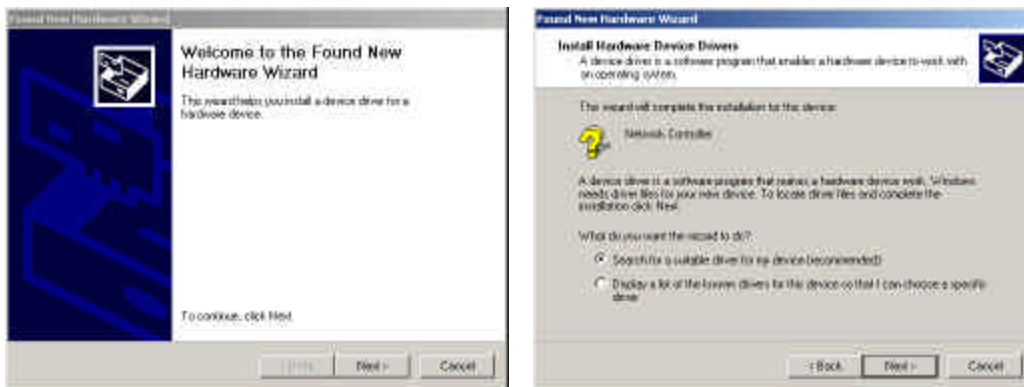 Found New Hardware Wizard
Welcome to the Found New
Hardware Wizard
This wizard helps you install a device driver for a
hardware device.
To continue, click Next.
< Back
Next >
Cancel
Found New Hardware Wizard
Install Hardware Device Drivers
A device driver is a software program that enables a hardware device to work with
an operating system.
This wizard will complete the installation for this device:
Network Controller
A device driver is a software program that makes a hardware device work. Windows
needs driver files for your new device. To locate driver files and complete the
installation click Next.
What do you want the wizard to do?
Search for a suitable driver for my device (recommended)
Display a list of the known drivers for this device so that I can choose a specific
driver
< Back
Next >
Cancel